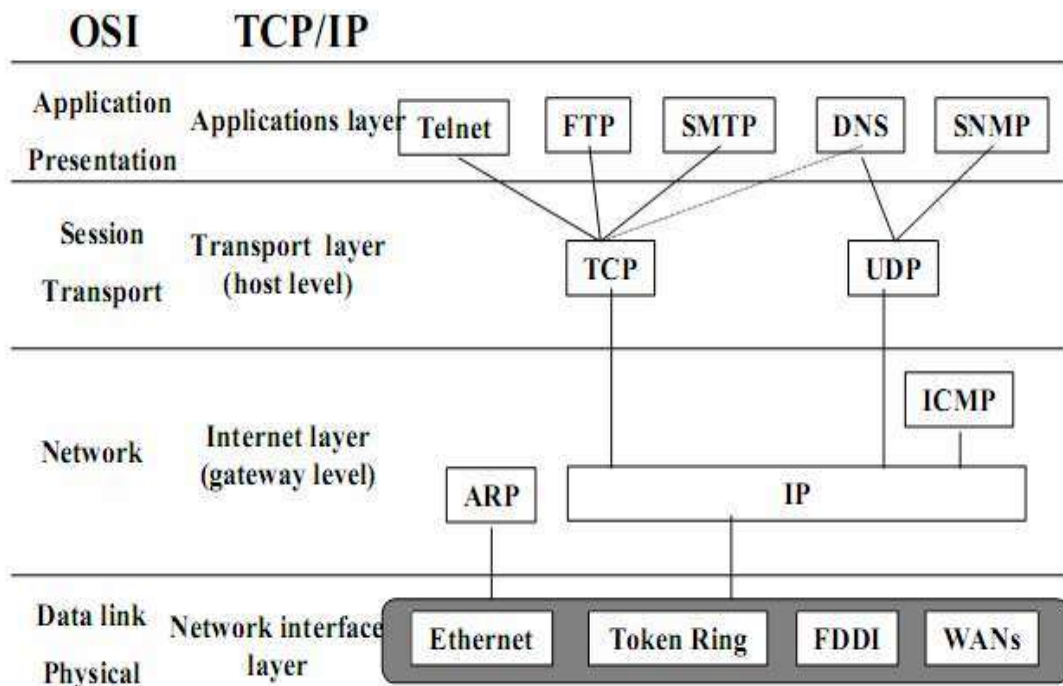 OSI TCP/IP
Application
Presentation
Applications layer
Telnet FTP SMTP DNS SNMP
Session
Transport
Transport layer
(host level)
TCP UDP
Network
Internet layer
(gateway level)
ICMP
ARP IP
Data link
Physical
Network interface
layer
Ethernet Token Ring FDDI WANs